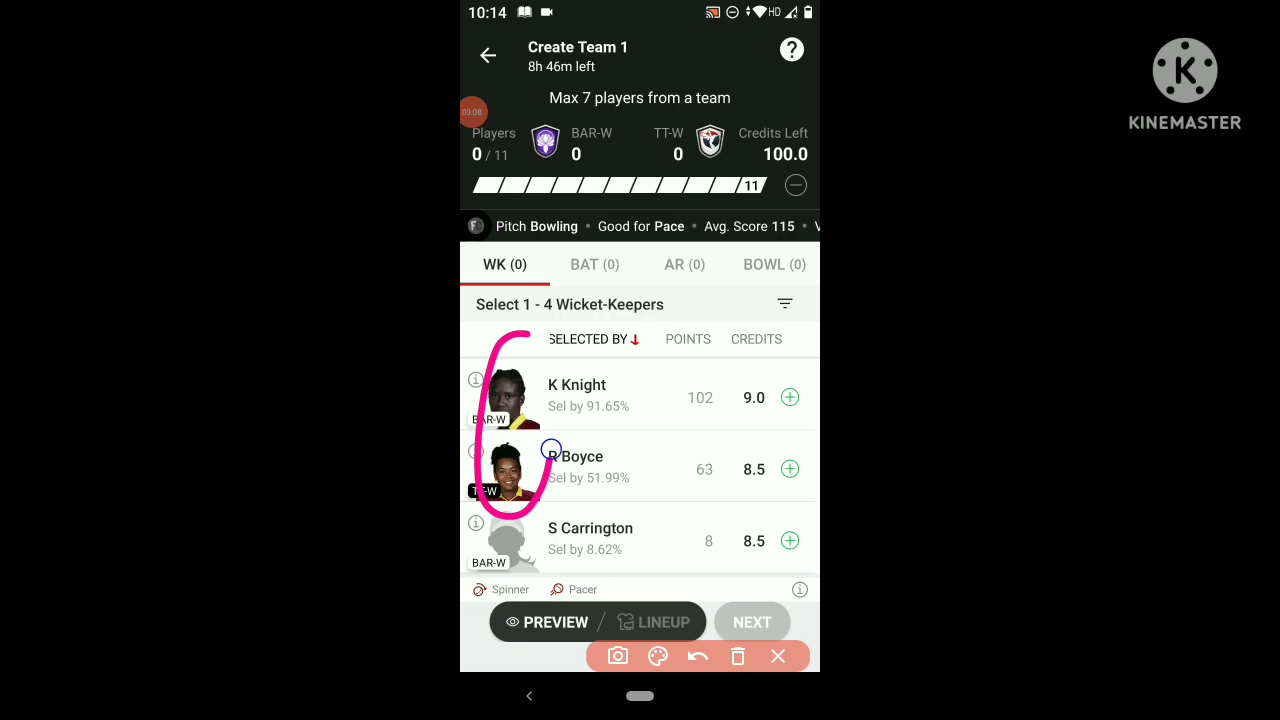 10:14
HD
Create Team 1
8h 46m left
Max 7 players from a team
03:08
Players BAR-W TT-W Credits Left
0 / 11 0 0 100.0
11
Pitch Bowling • Good for Pace • Avg. Score 115 •
WK (0) BAT (0) AR (0) BOWL (0)
Select 1 - 4 Wicket-Keepers
SELECTED BY POINTS CREDITS
K Knight
Sel by 91.65% 102 9.0
BAR-W
R Boyce
Sel by 51.99% 63 8.5
TT-W
S Carrington
Sel by 8.62% 8 8.5
BAR-W
Spinner Pacer
PREVIEW / LINEUP NEXT
K
KINEMASTER